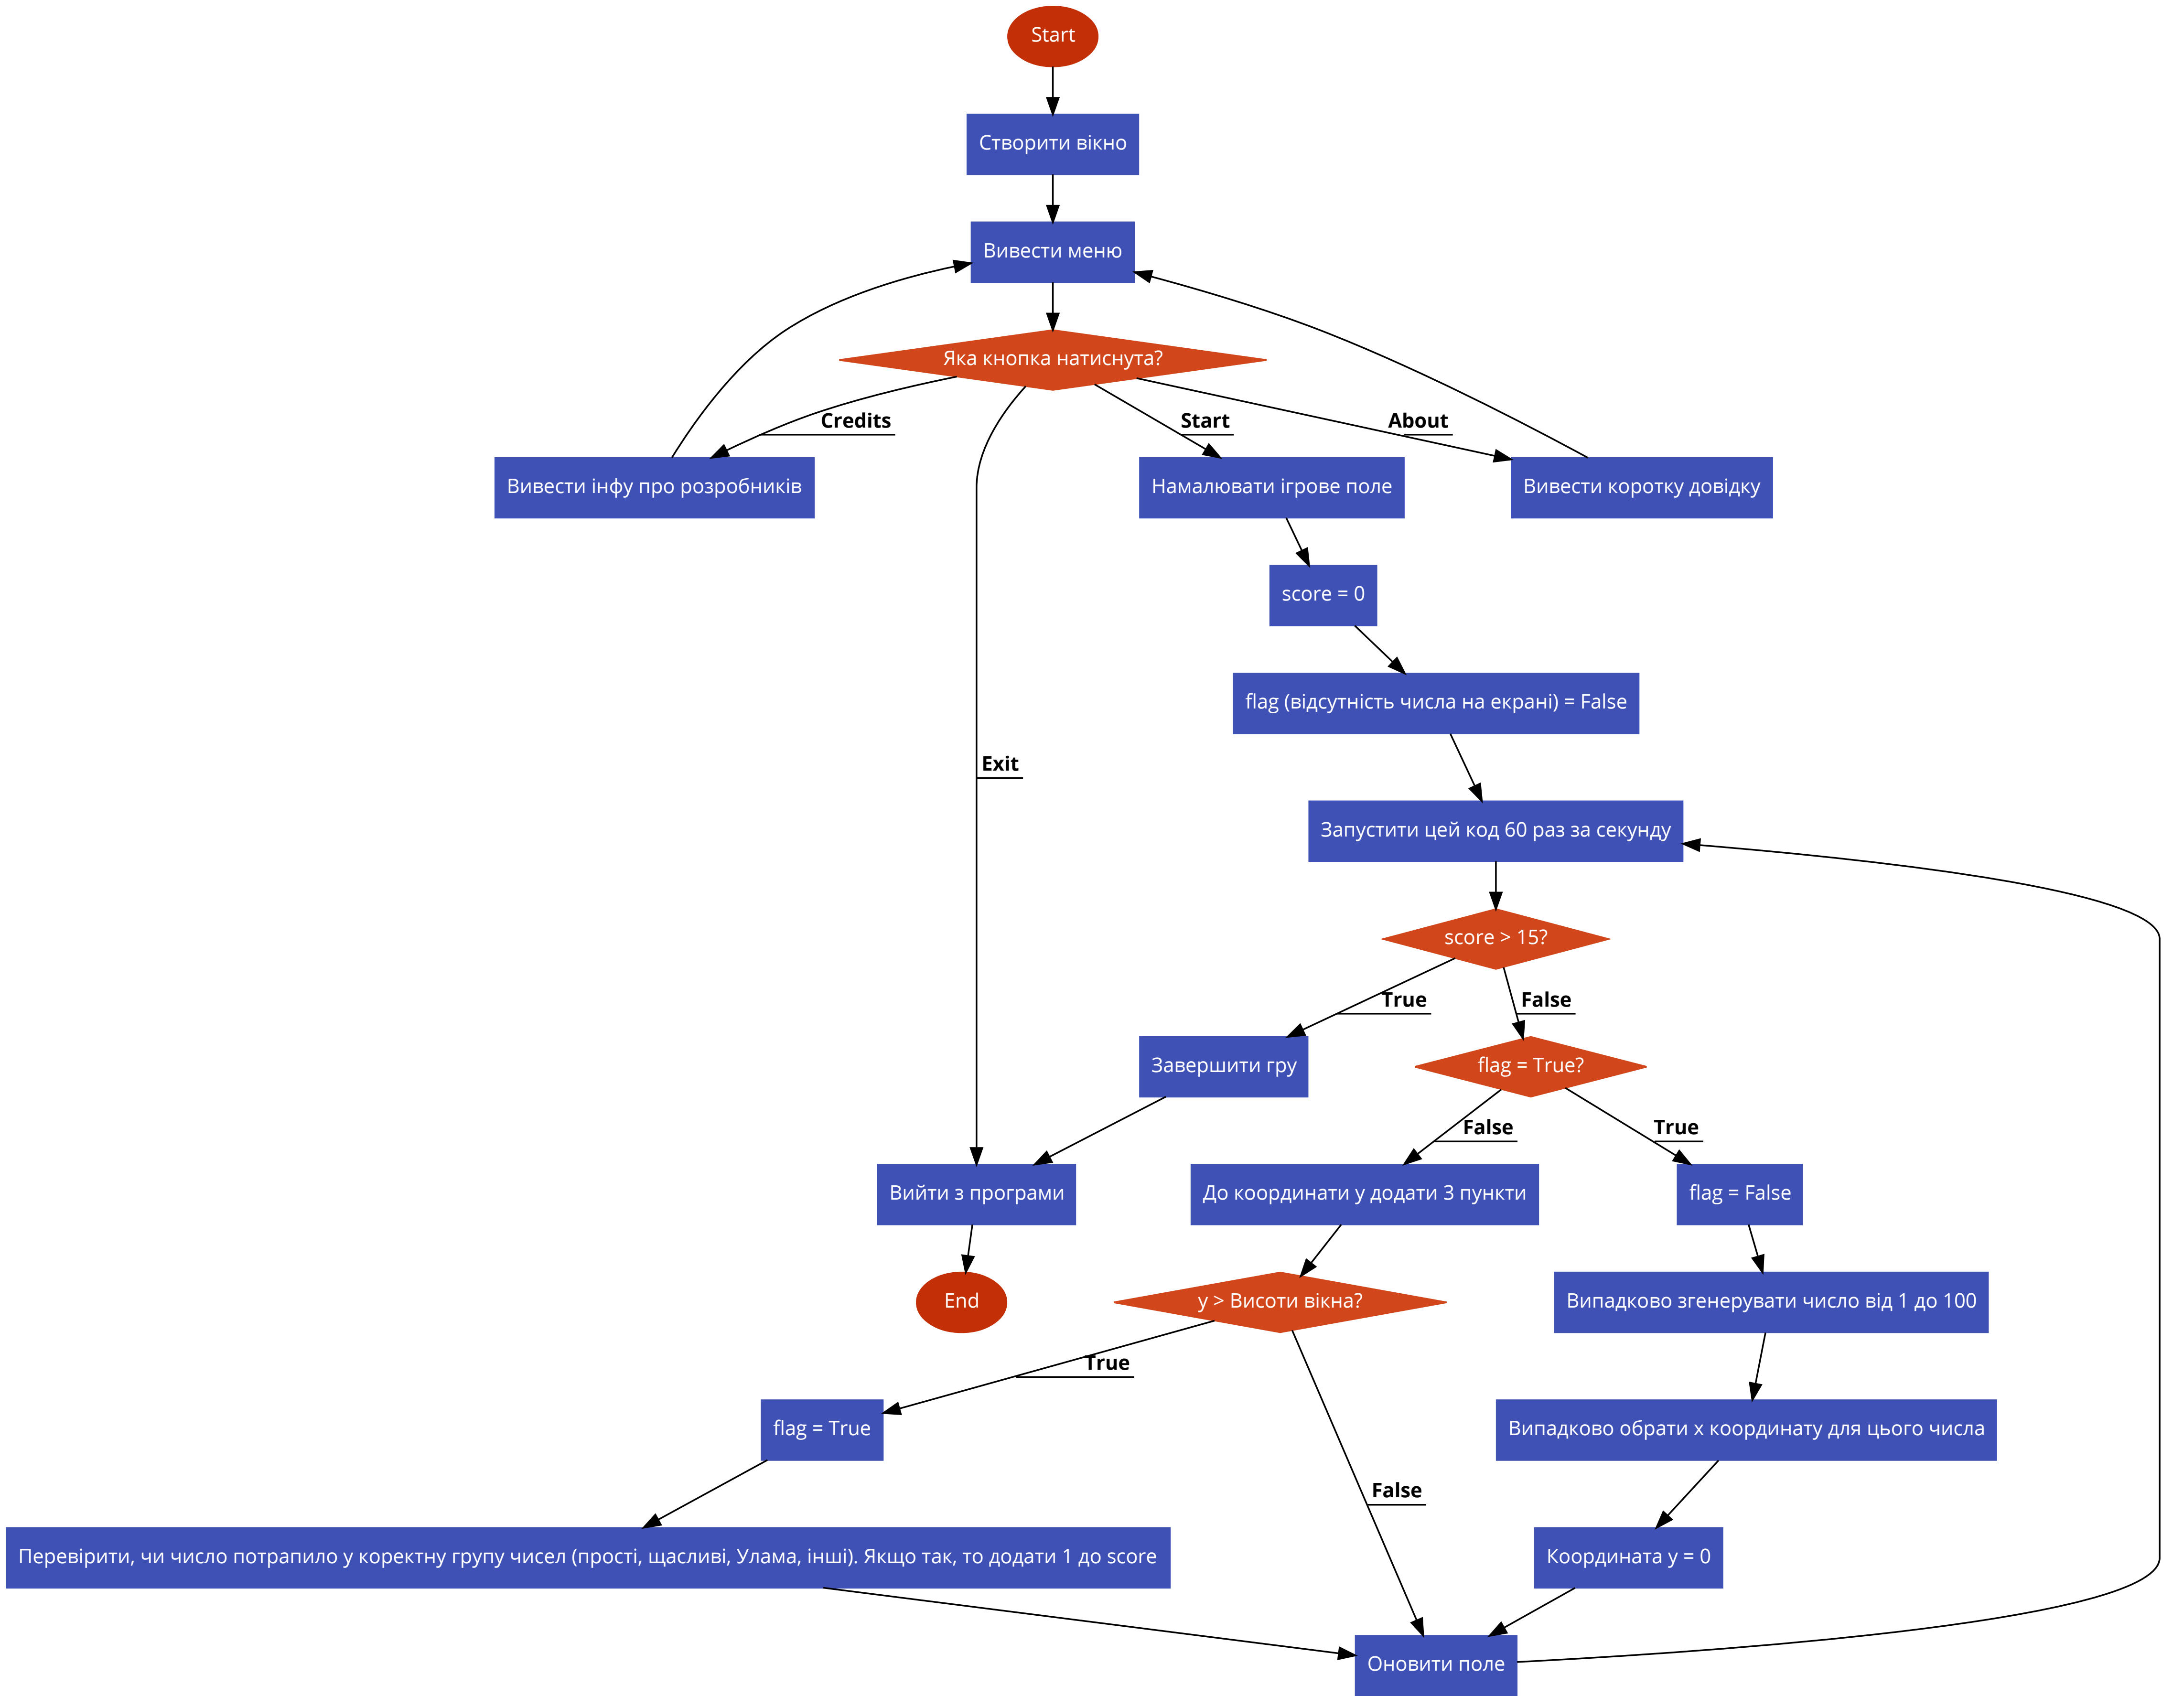 Start
Створити вікно
Вивести меню
Яка кнопка натиснута?
Credits
Start
About
Вивести інфу про розробників
Намалювати ігрове поле
Вивести коротку довідку
score = 0
flag (відсутність числа на екрані) = False
Exit
Запустити цей код 60 раз за секунду
score > 15?
True
False
Завершити гру
flag = True?
False
True
Вийти з програми
До координати y додати 3 пункти
flag = False
End
y > Висоти вікна?
Випадково згенерувати число від 1 до 100
True
flag = True
Випадково обрати x координату для цього числа
False
Перевірити, чи число потрапило у коректну групу чисел (прості, щасливі, Улама, інші). Якщо так, то додати 1 до score
Координата y = 0
Оновити поле